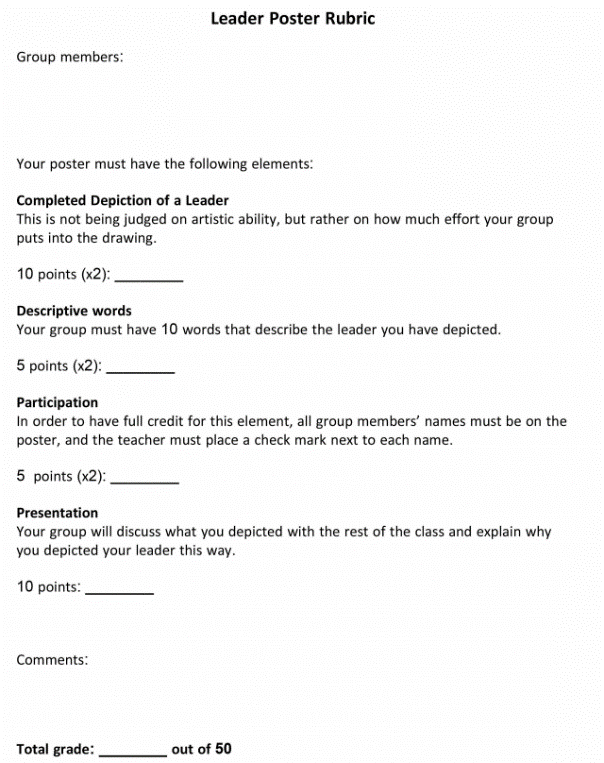 Leader Poster Rubric
Group members:
Your poster must have the following elements:
Completed Depiction of a Leader
This is not being judged on artistic ability, but rather on how much effort your group
puts into the drawing.
10 points (x2): ________
Descriptive words
Your group must have 10 words that describe the leader you have depicted.
5 points (x2): ________
Participation
In order to have full credit for this element, all group members’ names must be on the
poster, and the teacher must place a check mark next to each name.
5  points (x2): ________
Presentation
Your group will discuss what you depicted with the rest of the class and explain why
you depicted your leader this way.
10 points: ________
Comments:
Total grade: ________ out of 50